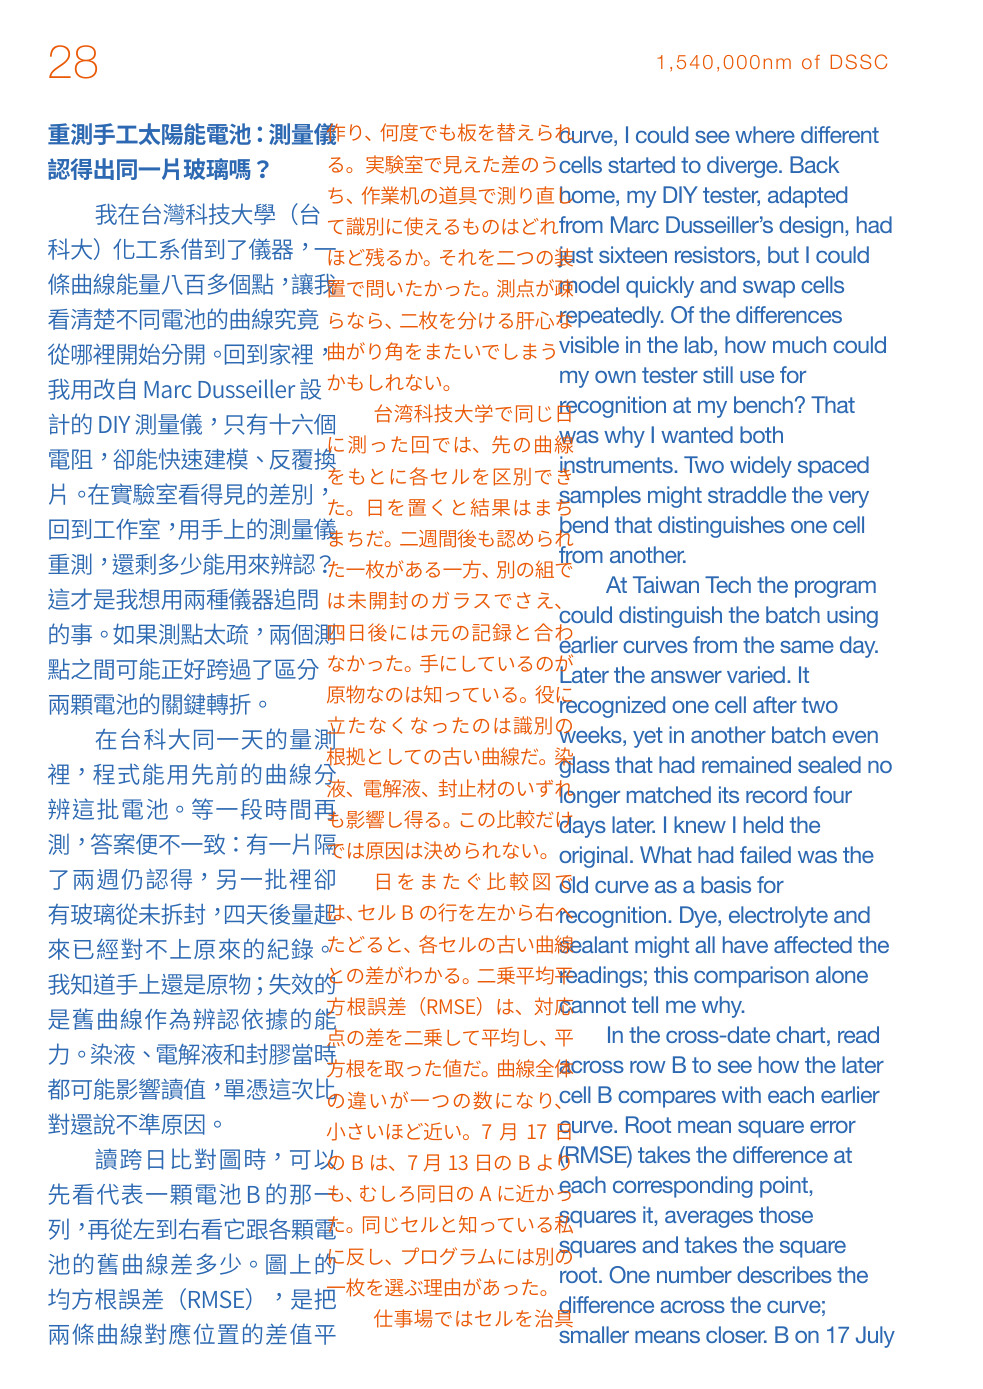 28
1,540,000nm of DSSC
重測手工太陽能電池：測量儀
認得出同一片玻璃嗎？
我在台灣科技大學（台
科大）化工系借到了儀器，一
條曲線能量八百多個點，讓我
看清楚不同電池的曲線究竟
從哪裡開始分開。回到家裡，
我用改自 Marc Dusseiller 設
計的 DIY 測量儀，只有十六個
電阻，卻能快速建模、反覆換
片。在實驗室看得見的差別，
回到工作室，用手上的測量儀
重測，還剩多少能用來辨認？
這才是我想用兩種儀器追問
的事。如果測點太疏，兩個測
點之間可能正好跨過了區分
兩顆電池的關鍵轉折。
在台科大同一天的量測
裡，程式能用先前的曲線分
辨這批電池。等一段時間再
測，答案便不一致：有一片隔
了兩週仍認得，另一批裡卻
有玻璃從未拆封，四天後量起
來已經對不上原來的紀錄。
我知道手上還是原物；失效的
是舊曲線作為辨認依據的能
力。染液、電解液和封膠當時
都可能影響讀值，單憑這次比
對還說不準原因。
讀跨日比對圖時，可以
先看代表一顆電池 B 的那一
列，再從左到右看它跟各顆電
池的舊曲線差多少。圖上的
均方根誤差（RMSE），是把
兩條曲線對應位置的差值平
作り、何度でも板を替えられ
る。実験室で見えた差のう
ち、作業机の道具で測り直し
て識別に使えるものはどれ
ほど残るか。それを二つの装
置で問いたかった。測点が疎
らなら、二枚を分ける肝心な
曲がり角をまたいでしまう
かもしれない。
台湾科技大学で同じ日
に測った回では、先の曲線
をもとに各セルを区別でき
た。日を置くと結果はまち
まちだ。二週間後も認められ
た一枚がある一方、別の組で
は未開封のガラスでさえ、
四日後には元の記録と合わ
なかった。手にしているのが
原物なのは知っている。役に
立たなくなったのは識別の
根拠としての古い曲線だ。染
液、電解液、封止材のいずれ
も影響し得る。この比較だけ
では原因は決められない。
日をまたぐ比較図で
は、セル B の行を左から右へ
たどると、各セルの古い曲線
との差がわかる。二乗平均平
方根誤差（RMSE）は、対応
点の差を二乗して平均し、平
方根を取った値だ。曲線全体
の違いが一つの数になり、
小さいほど近い。7 月 17 日
の B は、7 月 13 日の B より
も、むしろ同日の A に近かっ
た。同じセルと知っている私
に反し、プログラムには別の
一枚を選ぶ理由があった。
仕事場ではセルを治具
curve, I could see where different
cells started to diverge. Back
home, my DIY tester, adapted
from Marc Dusseiller’s design, had
just sixteen resistors, but I could
model quickly and swap cells
repeatedly. Of the differences
visible in the lab, how much could
my own tester still use for
recognition at my bench? That
was why I wanted both
instruments. Two widely spaced
samples might straddle the very
bend that distinguishes one cell
from another.
At Taiwan Tech the program
could distinguish the batch using
earlier curves from the same day.
Later the answer varied. It
recognized one cell after two
weeks, yet in another batch even
glass that had remained sealed no
longer matched its record four
days later. I knew I held the
original. What had failed was the
old curve as a basis for
recognition. Dye, electrolyte and
sealant might all have affected the
readings; this comparison alone
cannot tell me why.
In the cross-date chart, read
across row B to see how the later
cell B compares with each earlier
curve. Root mean square error
(RMSE) takes the difference at
each corresponding point,
squares it, averages those
squares and takes the square
root. One number describes the
difference across the curve;
smaller means closer. B on 17 July